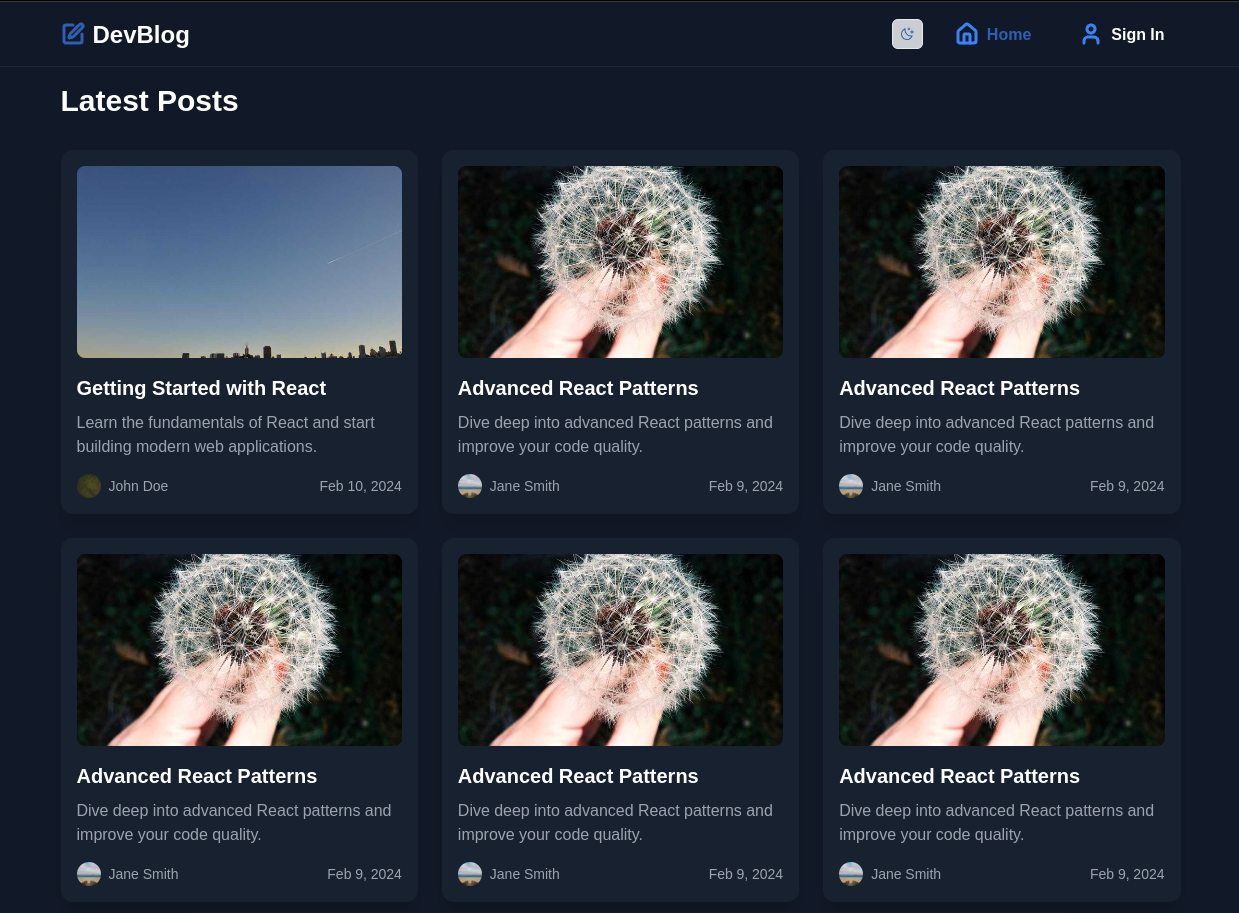 DevBlog
Home
Sign In
Latest Posts
Getting Started with React
Learn the fundamentals of React and start
building modern web applications.
John Doe
Feb 10, 2024
Advanced React Patterns
Dive deep into advanced React patterns and
improve your code quality.
Jane Smith
Feb 9, 2024
Advanced React Patterns
Dive deep into advanced React patterns and
improve your code quality.
Jane Smith
Feb 9, 2024
Advanced React Patterns
Dive deep into advanced React patterns and
improve your code quality.
Jane Smith
Feb 9, 2024
Advanced React Patterns
Dive deep into advanced React patterns and
improve your code quality.
Jane Smith
Feb 9, 2024
Advanced React Patterns
Dive deep into advanced React patterns and
improve your code quality.
Jane Smith
Feb 9, 2024